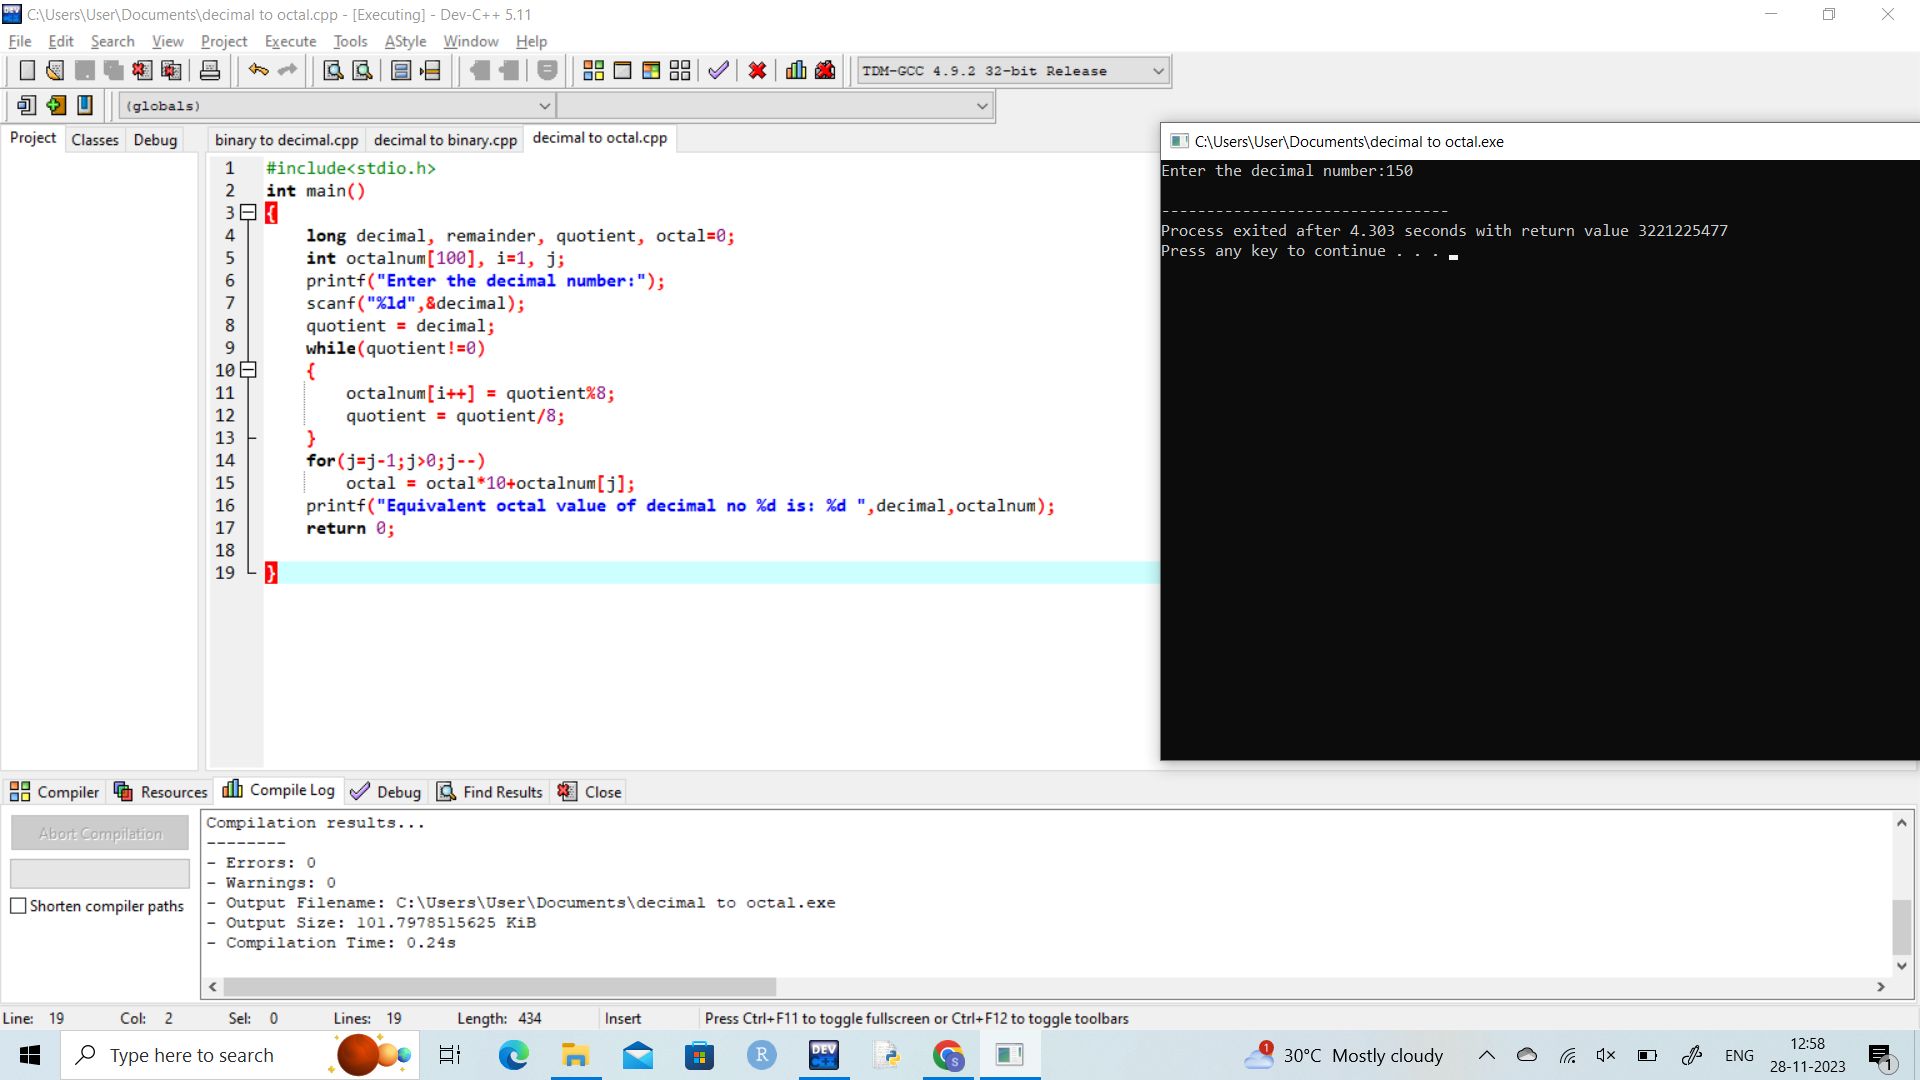 C:\Users\User\Documents\decimal to octal.cpp - [Executing] - Dev-C++ 5.11
File Edit Search View Project Execute Tools AStyle Window Help
TDM-GCC 4.9.2 32-bit Release
(globals)
Project Classes Debug
binary to decimal.cpp decimal to binary.cpp decimal to octal.cpp
1 #include<stdio.h>
2 int main()
3 {
4 long decimal, remainder, quotient, octal=0;
5 int octalnum[100], i=1, j;
6 printf("Enter the decimal number:");
7 scanf("%ld",&decimal);
8 quotient = decimal;
9 while(quotient!=0)
10 {
11 octalnum[i++] = quotient%8;
12 quotient = quotient/8;
13 }
14 for(j=j-1;j>0;j--)
15 octal = octal*10+octalnum[j];
16 printf("Equivalent octal value of decimal no %d is: %d ",decimal,octalnum);
17 return 0;
18
19 }
C:\Users\User\Documents\decimal to octal.exe
Enter the decimal number:150
--------------------------------
Process exited after 4.303 seconds with return value 3221225477
Press any key to continue . . .
Compiler Resources Compile Log Debug Find Results Close
Abort Compilation
Shorten compiler paths
Compilation results...
--------
- Errors: 0
- Warnings: 0
- Output Filename: C:\Users\User\Documents\decimal to octal.exe
- Output Size: 101.7978515625 KiB
- Compilation Time: 0.24s
Line: 19 Col: 2 Sel: 0 Lines: 19 Length: 434 Insert Press Ctrl+F11 to toggle fullscreen or Ctrl+F12 to toggle toolbars
Type here to search
R
DEV C++
S
1
30°C Mostly cloudy
ENG
12:58
28-11-2023
1